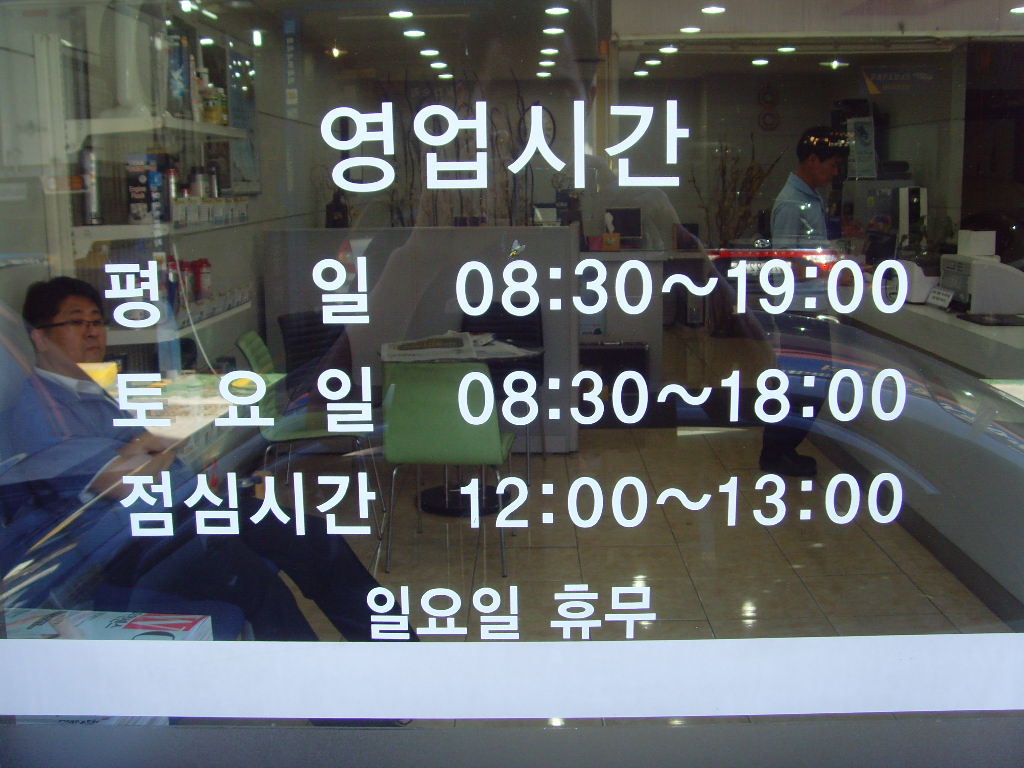 영업시간
평 일 08:30~19:00
토 요 일 08:30~18:00
점심시간 12:00~13:00
일요일 휴무